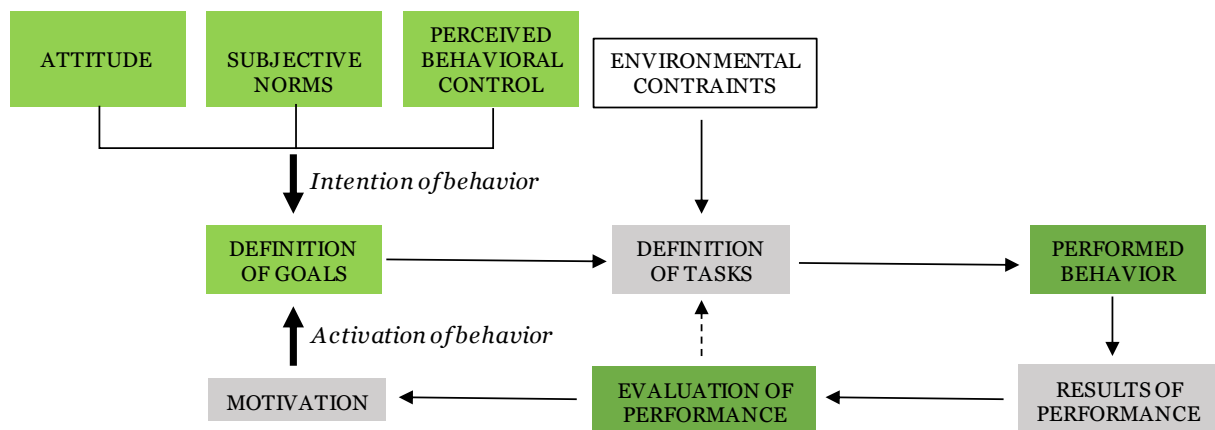 ATTITUDE
SUBJECTIVE
NORMS
PERCEIVED
BEHAVIORAL
CONTROL
ENVIRONMENTAL
CONTRAINTS
Intention of behavior
DEFINITION
OF GOALS
DEFINITION
OF TASKS
PERFORMED
BEHAVIOR
Activation of behavior
MOTIVATION
EVALUATION OF
PERFORMANCE
RESULTS OF
PERFORMANCE